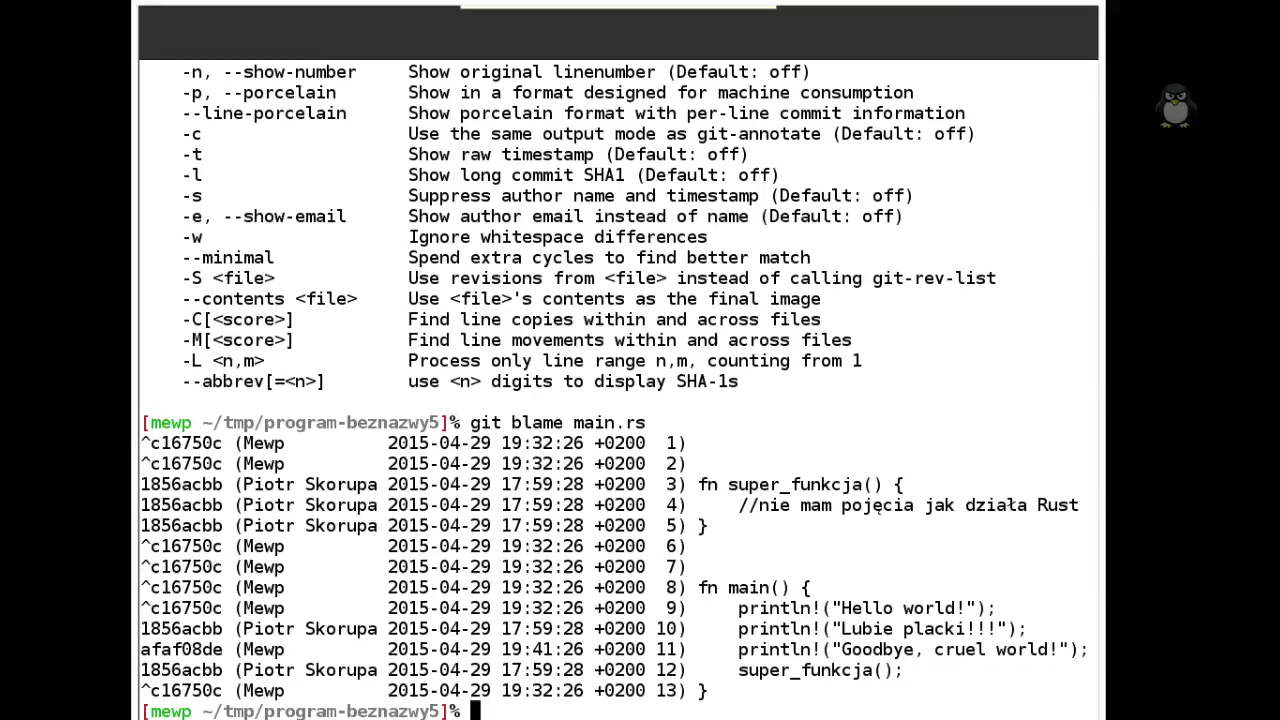 -n, --show-number     Show original linenumber (Default: off)
-p, --porcelain       Show in a format designed for machine consumption
--line-porcelain      Show porcelain format with per-line commit information
-c                    Use the same output mode as git-annotate (Default: off)
-t                    Show raw timestamp (Default: off)
-l                    Show long commit SHA1 (Default: off)
-s                    Suppress author name and timestamp (Default: off)
-e, --show-email      Show author email instead of name (Default: off)
-w                    Ignore whitespace differences
--minimal             Spend extra cycles to find better match
-S <file>             Use revisions from <file> instead of calling git-rev-list
--contents <file>     Use <file>'s contents as the final image
-C[<score>]           Find line copies within and across files
-M[<score>]           Find line movements within and across files
-L <n,m>              Process only line range n,m, counting from 1
--abbrev[=<n>]        use <n> digits to display SHA-1s
[mewp ~/tmp/program-beznazwy5]% git blame main.rs
^c16750c (Mewp          2015-04-29 19:32:26 +0200  1)
^c16750c (Mewp          2015-04-29 19:32:26 +0200  2)
1856acbb (Piotr Skorupa 2015-04-29 17:59:28 +0200  3) fn super_funkcja() {
1856acbb (Piotr Skorupa 2015-04-29 17:59:28 +0200  4)     //nie mam pojęcia jak działa Rust
1856acbb (Piotr Skorupa 2015-04-29 17:59:28 +0200  5) }
^c16750c (Mewp          2015-04-29 19:32:26 +0200  6)
^c16750c (Mewp          2015-04-29 19:32:26 +0200  7)
^c16750c (Mewp          2015-04-29 19:32:26 +0200  8) fn main() {
^c16750c (Mewp          2015-04-29 19:32:26 +0200  9)     println!("Hello world!");
1856acbb (Piotr Skorupa 2015-04-29 17:59:28 +0200 10)     println!("Lubie placki!!!");
afaf08de (Mewp          2015-04-29 19:41:26 +0200 11)     println!("Goodbye, cruel world!");
1856acbb (Piotr Skorupa 2015-04-29 17:59:28 +0200 12)     super_funkcja();
^c16750c (Mewp          2015-04-29 19:32:26 +0200 13) }
[mewp ~/tmp/program-beznazwy5]%